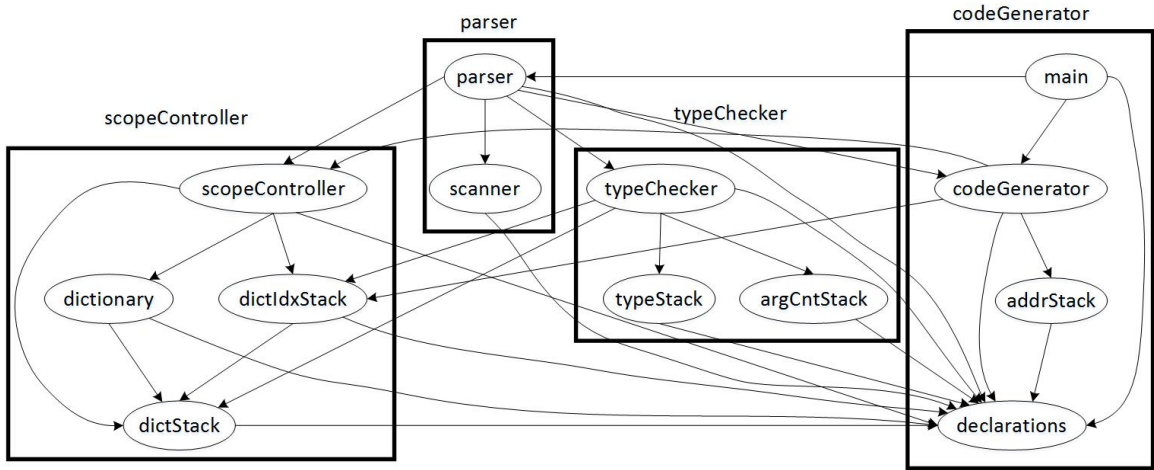 codeGenerator
parser
parser
main
scopeController
typeChecker
scopeController
scanner
typeChecker
codeGenerator
dictionary
dictIdxStack
typeStack
argCntStack
addrStack
dictStack
declarations